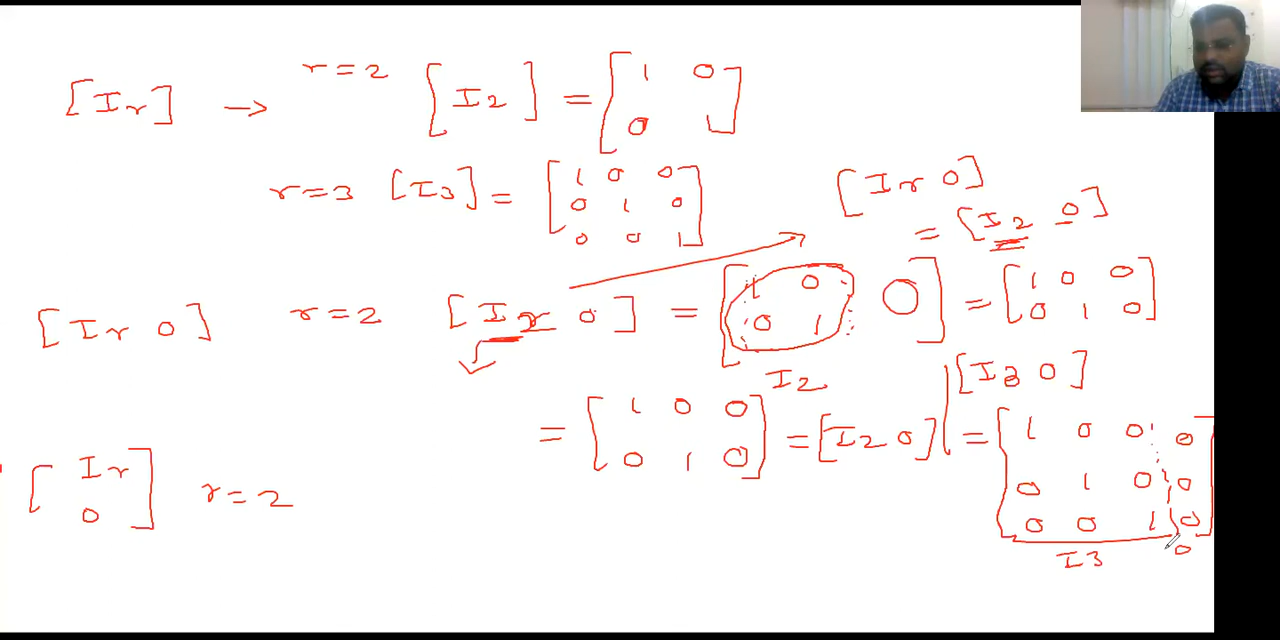 [Ir] → r=2 [I2] = [1 0
0 ]
r=3 [I3] = [1 0 0
0 1 0
0 0 1]
[Ir 0]
= [I2 0]
[Ir 0] r=2 [Ir 0] = [1 0
0 1 0] = [1 0 0
0 1 0]
I2
= [1 0 0
0 1 0] = [I2 0]
[I3 0]
= [1 0 0 0
0 1 0 0
0 0 1 0]
I3 0
[Ir
0] r=2